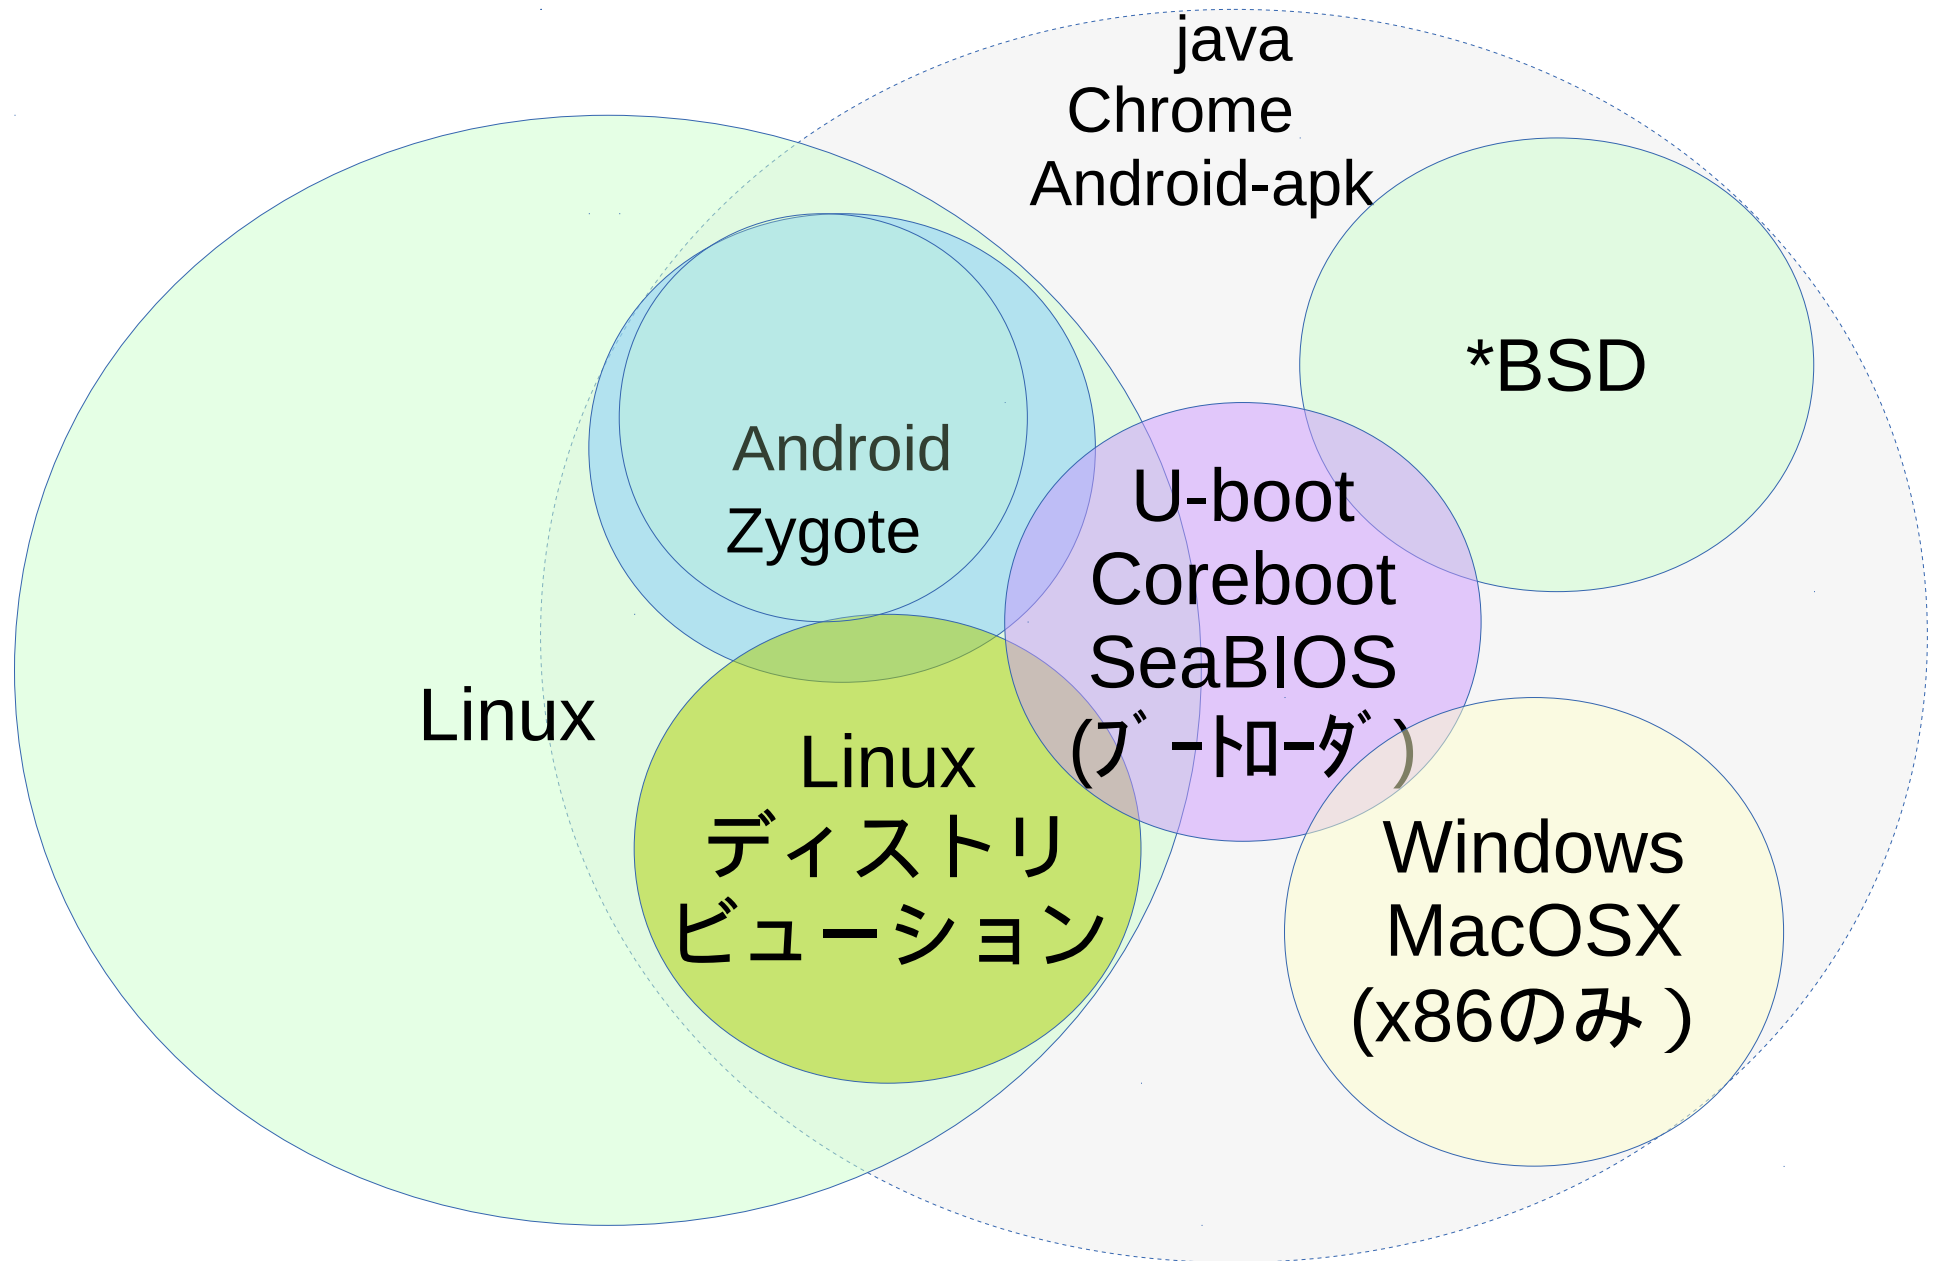 java
Chrome
Android-apk
*BSD
Android
Zygote
U-boot
Coreboot
SeaBIOS
(ﾌﾞｰﾄﾛｰﾀﾞ)
Linux
Linux
ディストリ
ビューション
Windows
MacOSX
(x86のみ)